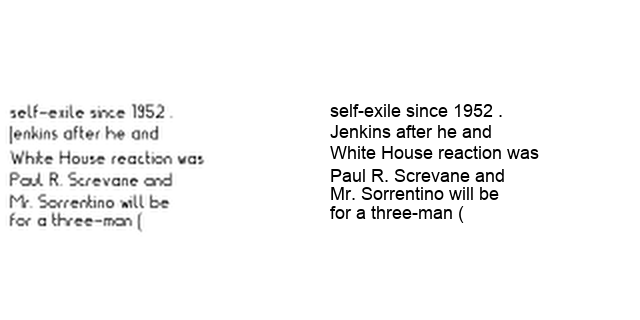 self-exile since 1952 .
Jenkins after he and
White House reaction was
Paul R. Screvane and
Mr. Sorrentino will be
for a three-man (
self-exile since 1952 .
Jenkins after he and
White House reaction was
Paul R. Screvane and
Mr. Sorrentino will be
for a three-man (